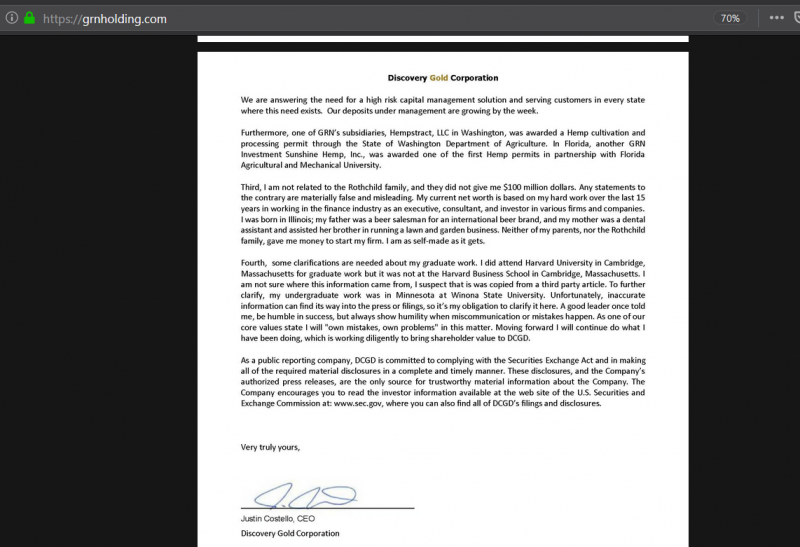 https://grnholding.com
70%
Discovery Gold Corporation
We are answering the need for a high risk capital management solution and serving customers in every state
where this need exists. Our deposits under management are growing by the week.
Furthermore, one of GRN's subsidiaries, Hempstract, LLC in Washington, was awarded a Hemp cultivation and
processing permit through the State of Washington Department of Agriculture. In Florida, another GRN
Investment Sunshine Hemp, Inc., was awarded one of the first Hemp permits in partnership with Florida
Agricultural and Mechanical University.
Third, I am not related to the Rothchild family, and they did not give me $100 million dollars. Any statements to
the contrary are materially false and misleading. My current net worth is based on my hard work over the last 15
years in working in the finance industry as an executive, consultant, and investor in various firms and companies.
I was born in Illinois; my father was a beer salesman for an international beer brand, and my mother was a dental
assistant and assisted her brother in running a lawn and garden business. Neither of my parents, nor the Rothchild
family, gave me money to start my firm. I am as self-made as it gets.
Fourth, some clarifications are needed about my graduate work. I did attend Harvard University in Cambridge,
Massachusetts for graduate work but it was not at the Harvard Business School in Cambridge, Massachusetts. I
am not sure where this information came from, I suspect that is was copied from a third party article. To further
clarify, my undergraduate work was in Minnesota at Winona State University. Unfortunately, inaccurate
information can find its way into the press or filings, so it's my obligation to clarify it here. A good leader once told
me, be humble in success, but always show humility when miscommunication or mistakes happen. As one of our
core values state I will "own mistakes, own problems" in this matter. Moving forward I will continue do what I
have been doing, which is working diligently to bring shareholder value to DCGD.
As a public reporting company, DCGD is committed to complying with the Securities Exchange Act and in making
all of the required material disclosures in a complete and timely manner. These disclosures, and the Company's
authorized press releases, are the only source for trustworthy material information about the Company. The
Company encourages you to read the investor information available at the web site of the U.S. Securities and
Exchange Commission at: www.sec.gov, where you can also find all of DCGD's filings and disclosures.
Very truly yours,
Justin Costello, CEO
Discovery Gold Corporation